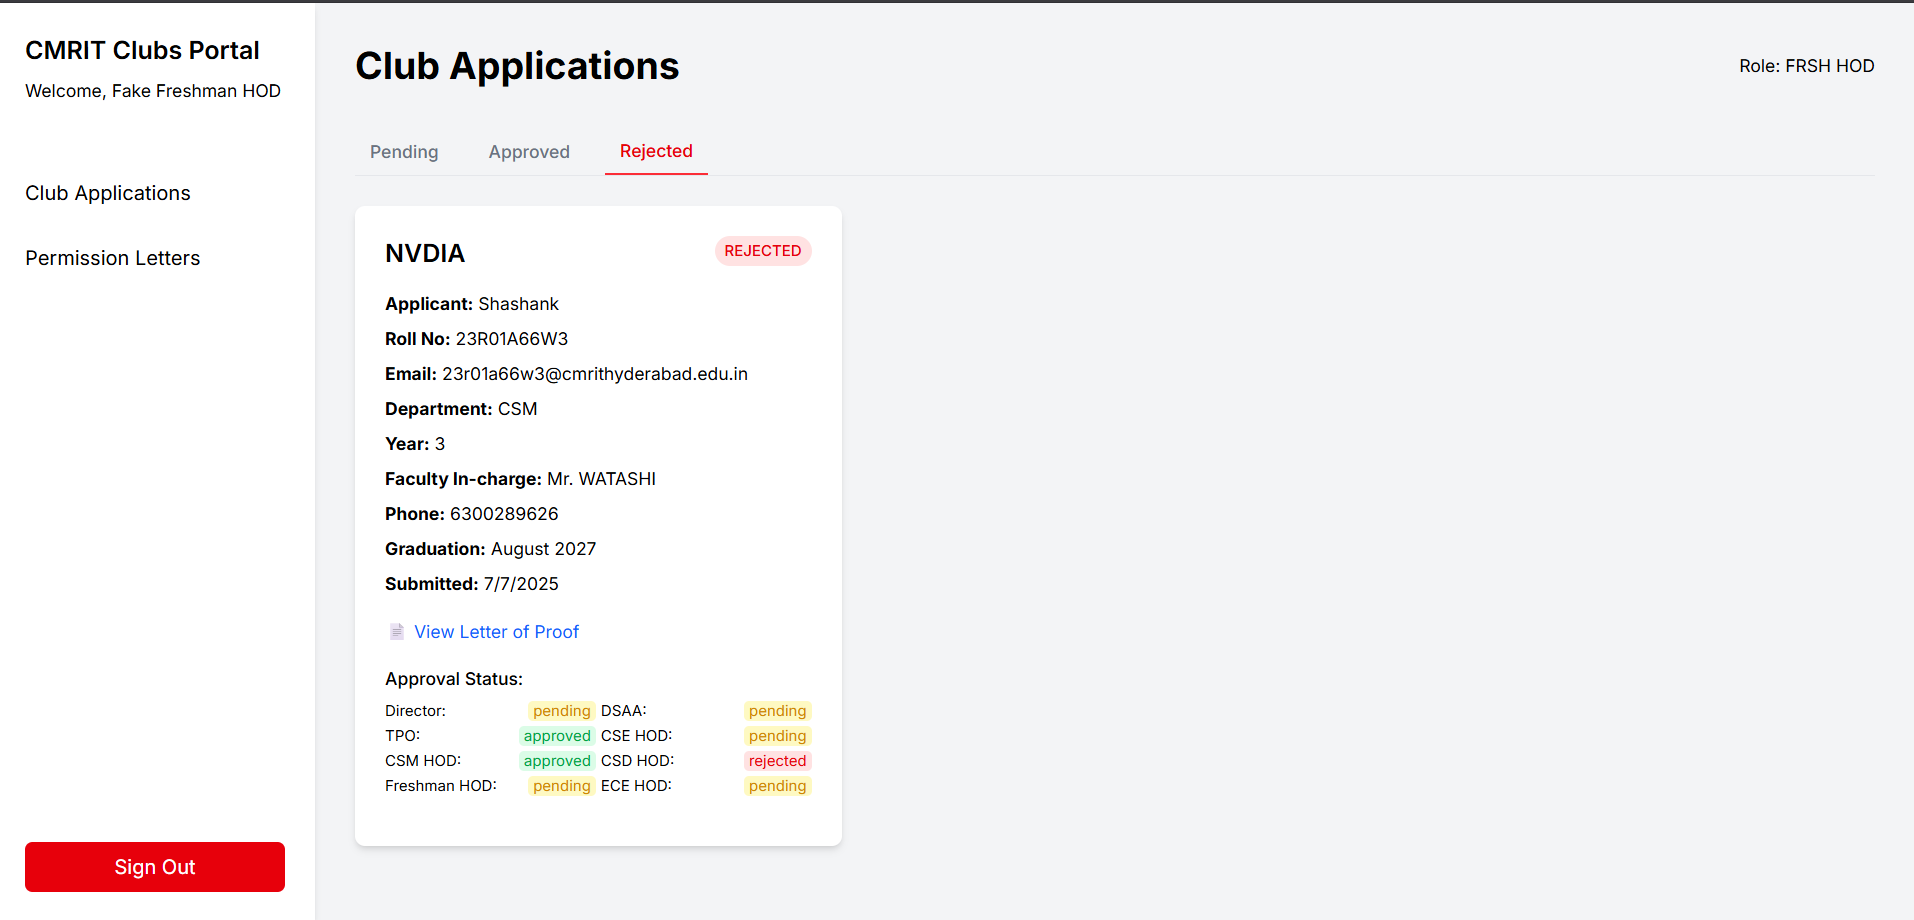 CMRIT Clubs Portal
Welcome, Fake Freshman HOD
Club Applications
Permission Letters
Sign Out
Club Applications
Role: FRSH HOD
Pending Approved Rejected
NVDIA REJECTED
Applicant: Shashank
Roll No: 23R01A66W3
Email: 23r01a66w3@cmrithyderabad.edu.in
Department: CSM
Year: 3
Faculty In-charge: Mr. WATASHI
Phone: 6300289626
Graduation: August 2027
Submitted: 7/7/2025
View Letter of Proof
Approval Status:
Director: pending DSAA: pending
TPO: approved CSE HOD: pending
CSM HOD: approved CSD HOD: rejected
Freshman HOD: pending ECE HOD: pending